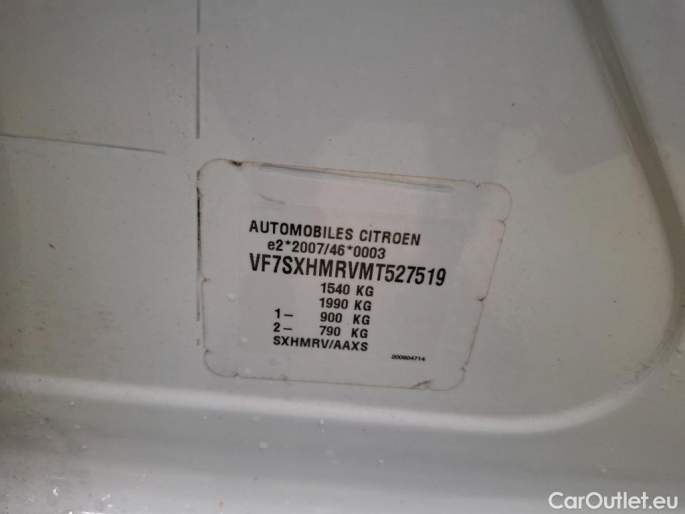 AUTOMOBILES CITROEN
e2*2007/46*0003
VF7SXHMRVMT527519
1540 KG
1990 KG
1- 900 KG
2- 790 KG
SXHMRV/AAXS
000804714
CarOutlet.eu